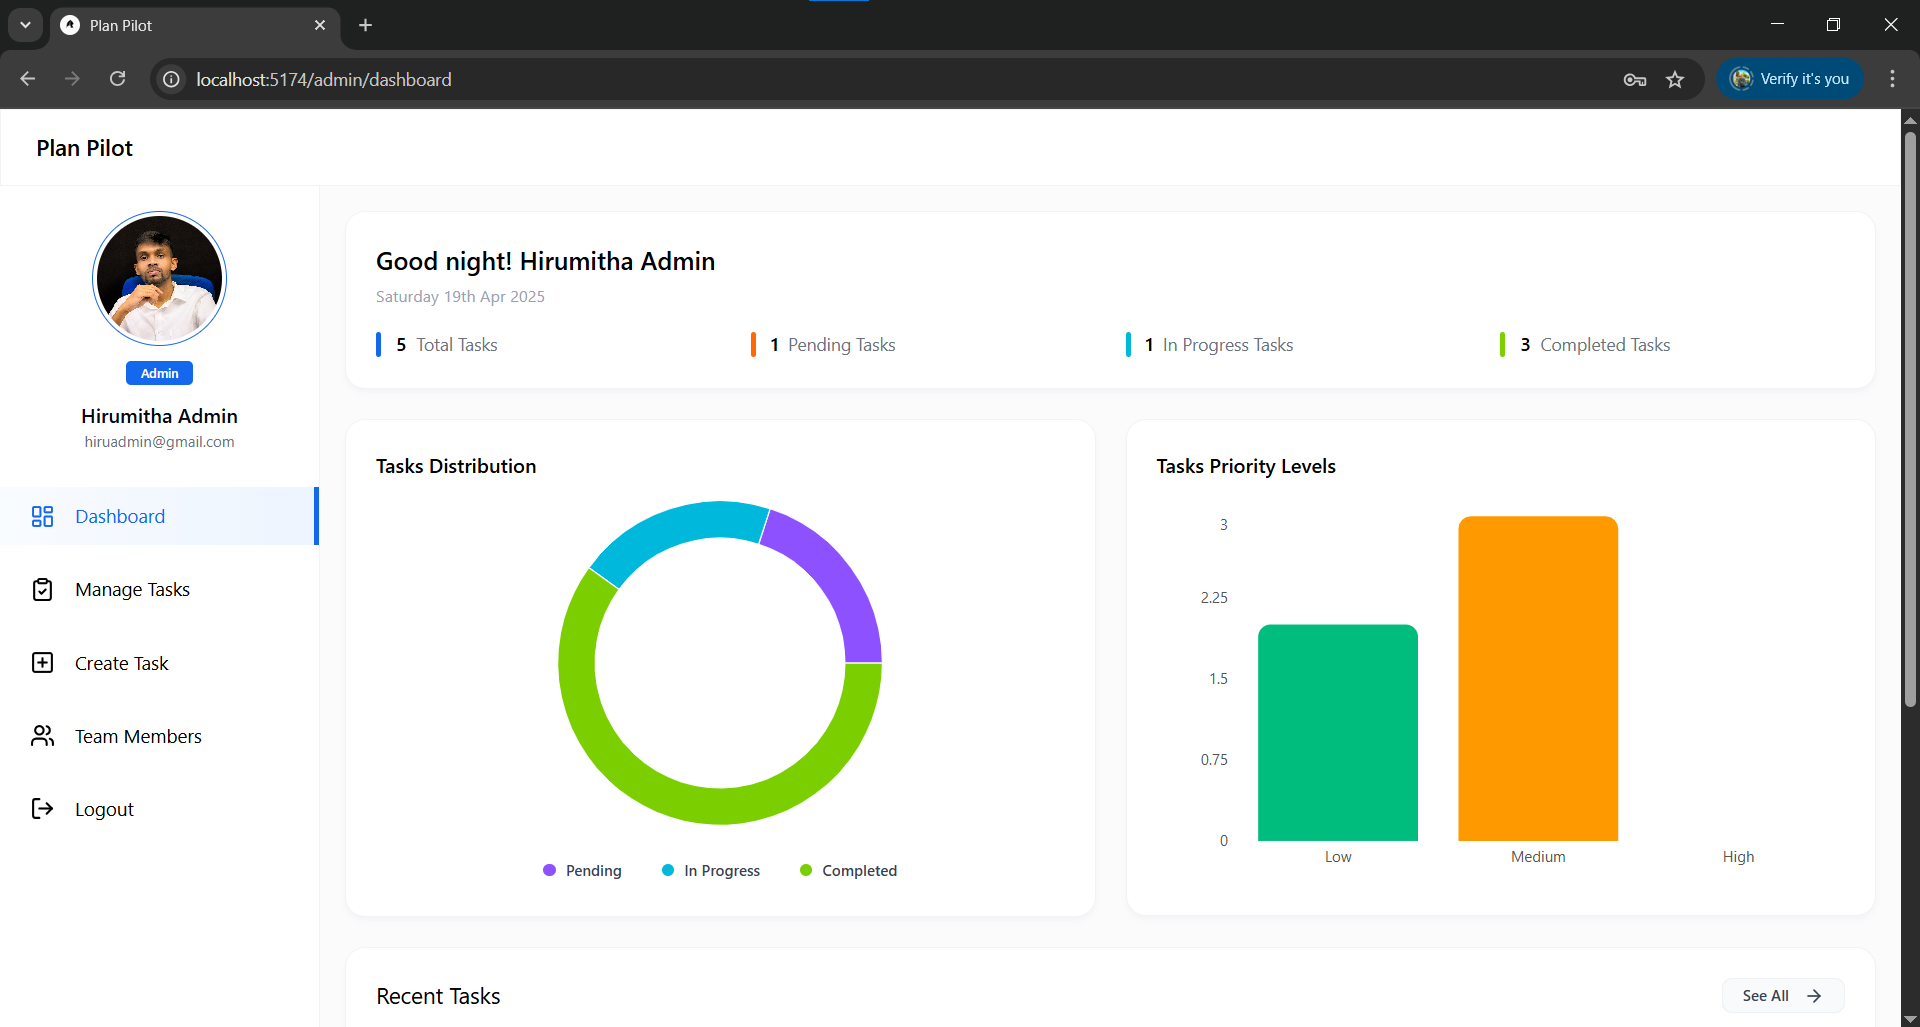 Plan Pilot
localhost:5174/admin/dashboard
Verify it's you
Plan Pilot
Admin
Hirumitha Admin
hiruadmin@gmail.com
Dashboard
Manage Tasks
Create Task
Team Members
Logout
Good night! Hirumitha Admin
Saturday 19th Apr 2025
5 Total Tasks
1 Pending Tasks
1 In Progress Tasks
3 Completed Tasks
Tasks Distribution
Pending
In Progress
Completed
Tasks Priority Levels
3
2.25
1.5
0.75
0
Low
Medium
High
Recent Tasks
See All